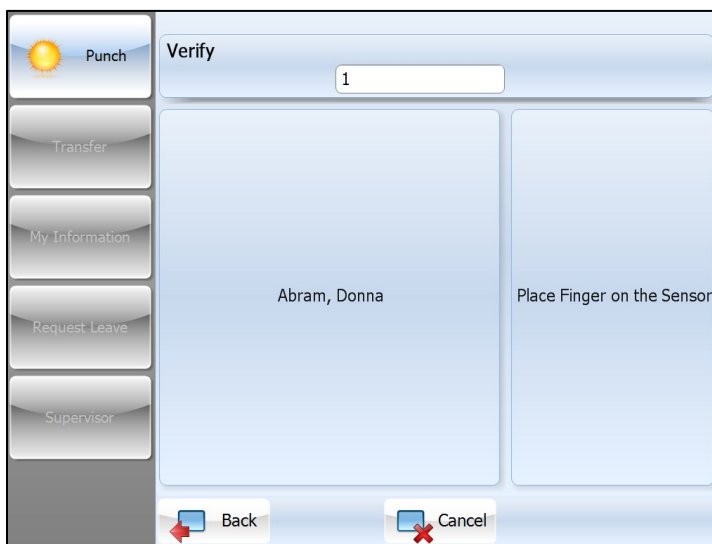 Punch
Verify
1
Transfer
My Information
Request Leave
Supervisor
Abram, Donna
Place Finger on the Sensor
Back
Cancel